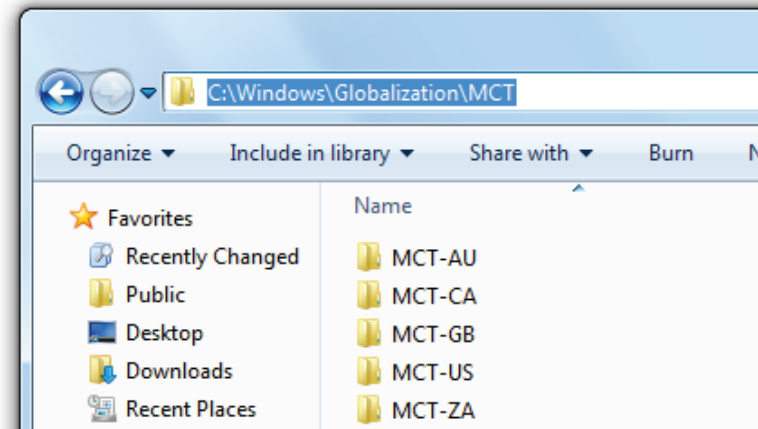 C:\Windows\Globalization\MCT
Organize Include in library Share with Burn N
Favorites
Recently Changed
Public
Desktop
Downloads
Recent Places
Name
MCT-AU
MCT-CA
MCT-GB
MCT-US
MCT-ZA